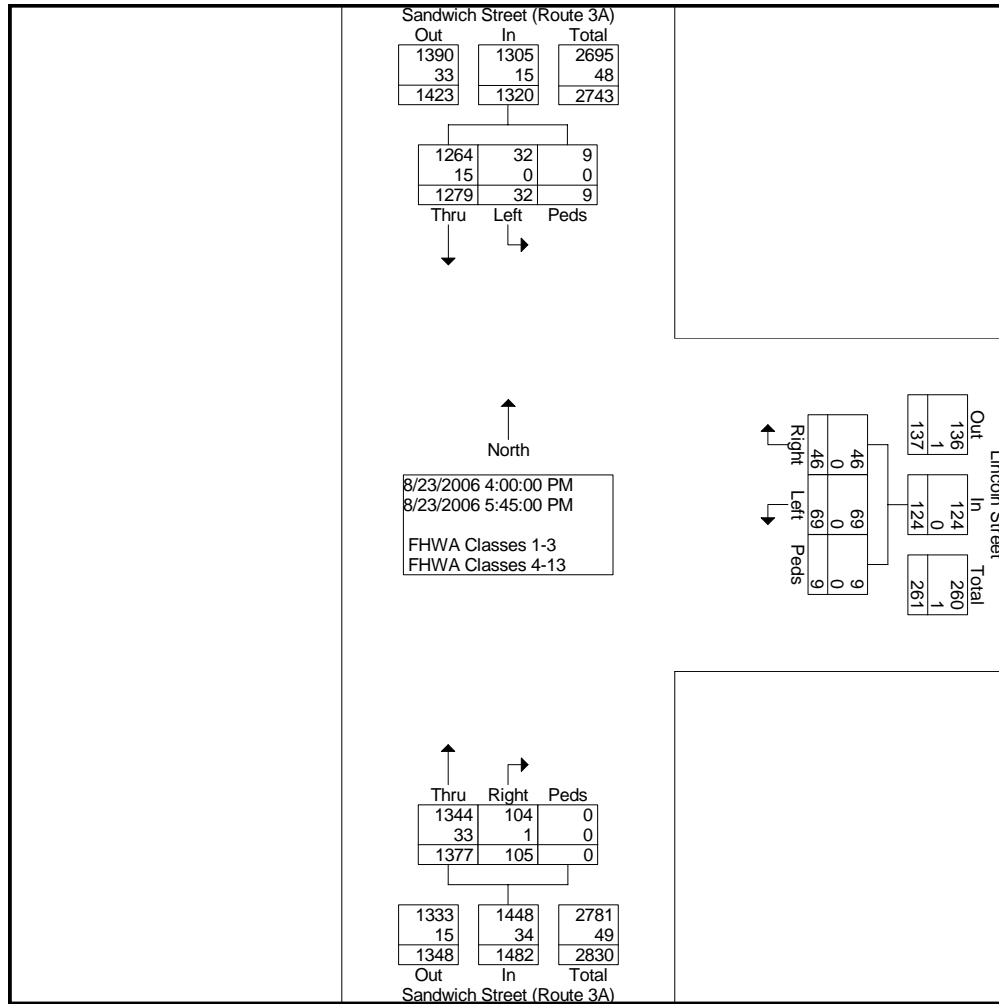 Sandwich Street (Route 3A)
Out In Total
1390 1305 2695
33 15 48
1423 1320 2743
1264 32 9
15 0 0
1279 32 9
Thru Left Peds
North
8/23/2006 4:00:00 PM
8/23/2006 5:45:00 PM
FHWA Classes 1-3
FHWA Classes 4-13
Lincoln Street
Out In Total
136 124 260
1 0 1
137 124 261
46 69 9
0 0 0
46 69 9
Right Left Peds
Thru Right Peds
1344 104 0
33 1 0
1377 105 0
1333 1448 2781
15 34 49
1348 1482 2830
Out In Total
Sandwich Street (Route 3A)